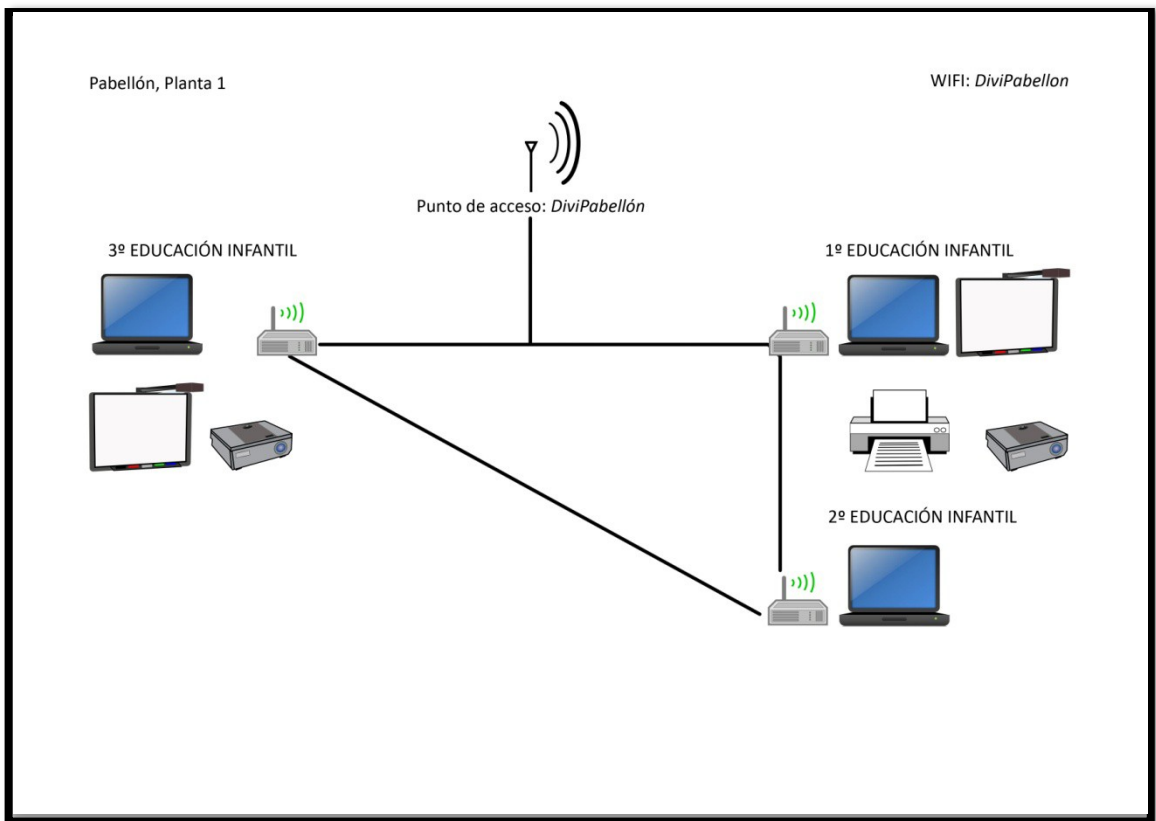 Pabellón, Planta 1
WIFI: DiviPabellon
Punto de acceso: DiviPabellón
3º EDUCACIÓN INFANTIL
1º EDUCACIÓN INFANTIL
2º EDUCACIÓN INFANTIL